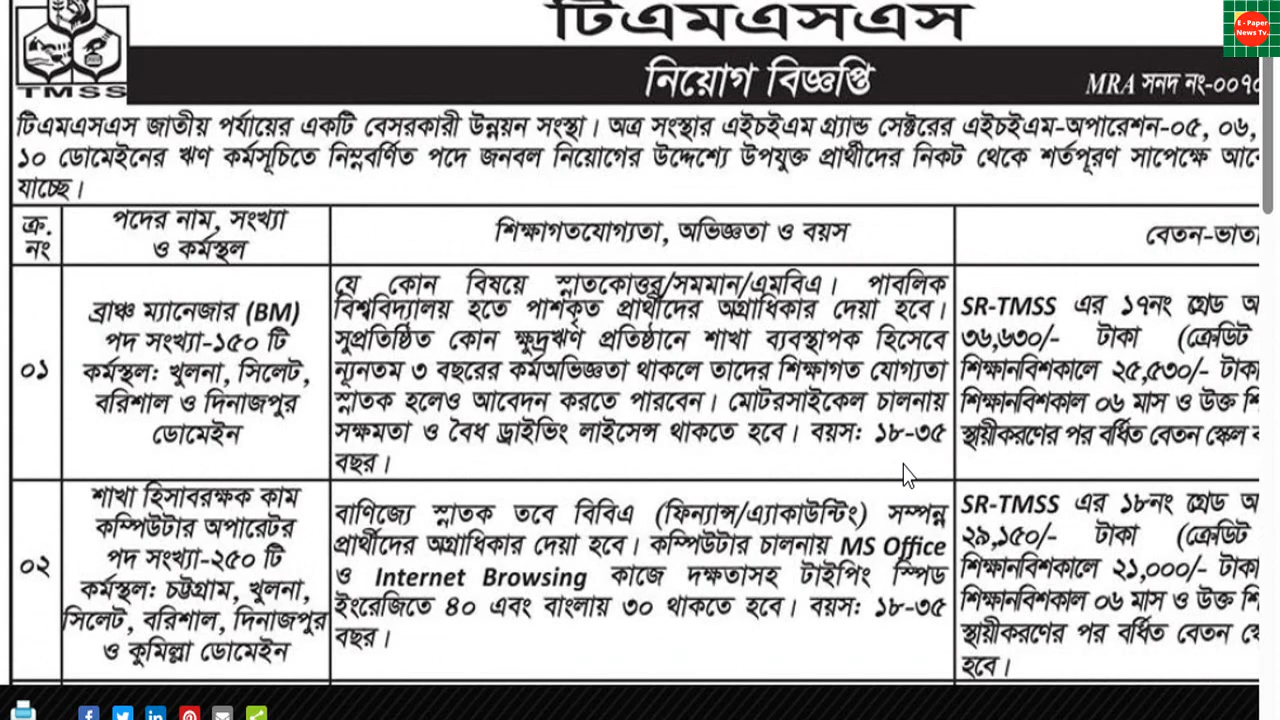 টিএমএসএস
E - Paper
News Tv.
নিয়োগ বিজ্ঞপ্তি
MRA সনদ নং-০০৭০
TMSS
টিএমএসএস জাতীয় পর্যায়ের একটি বেসরকারী উন্নয়ন সংস্থা। অত্র সংস্থার এইচইএম গ্র্যান্ড সেক্টরের এইচইএম-অপারেশন-০৫, ০৬,
১০ ডোমেইনের ঋণ কর্মসূচিতে নিম্নবর্ণিত পদে জনবল নিয়োগের উদ্দেশ্যে উপযুক্ত প্রার্থীদের নিকট থেকে শর্তপূরণ সাপেক্ষে
যাচ্ছে।
ক্র.
নং
পদের নাম, সংখ্যা
ও কর্মস্থল
শিক্ষাগতযোগ্যতা, অভিজ্ঞতা ও বয়স
বেতন-ভাতা
০১
ব্রাঞ্চ ম্যানেজার (BM)
পদ সংখ্যা-১৫০ টি
কর্মস্থল: খুলনা, সিলেট,
বরিশাল ও দিনাজপুর
ডোমেইন
যে কোন বিষয়ে স্নাতকোত্তর/সমমান/এমবিএ। পাবলিক
বিশ্ববিদ্যালয় হতে পাশকৃত প্রার্থীদের অগ্রাধিকার দেয়া হবে।
সুপ্রতিষ্ঠিত কোন ক্ষুদ্রঋণ প্রতিষ্ঠানে শাখা ব্যবস্থাপক হিসেবে
ন্যূনতম ৩ বছরের কর্মঅভিজ্ঞতা থাকলে তাদের শিক্ষাগত যোগ্যতা
স্নাতক হলেও আবেদন করতে পারবেন। মোটরসাইকেল চালনায়
সক্ষমতা ও বৈধ ড্রাইভিং লাইসেন্স থাকতে হবে। বয়স: ১৮-৩৫
বছর।
SR-TMSS এর ১৭নং গ্রেড
৩৬,৬৩০/- টাকা (ক্রেডিট
শিক্ষানবিশকালে ২৫,৫৩০/- টাকা
শিক্ষানবিশকাল ০৬ মাস ও উক্ত
স্থায়ীকরণের পর বর্ধিত বেতন স্কেল
০২
শাখা হিসাবরক্ষক কাম
কম্পিউটার অপারেটর
পদ সংখ্যা-২৫০ টি
কর্মস্থল: চট্টগ্রাম, খুলনা,
সিলেট, বরিশাল, দিনাজপুর
ও কুমিল্লা ডোমেইন
বাণিজ্যে স্নাতক তবে বিবিএ (ফিন্যান্স/এ্যাকাউন্টিং) সম্পন্ন
প্রার্থীদের অগ্রাধিকার দেয়া হবে। কম্পিউটার চালনায় MS Office
ও Internet Browsing কাজে দক্ষতাসহ টাইপিং স্পিড
ইংরেজিতে ৪০ এবং বাংলায় ৩০ থাকতে হবে। বয়স: ১৮-৩৫
বছর।
SR-TMSS এর ১৮নং গ্রেড
২৯,১৫০/- টাকা (ক্রেডিট
শিক্ষানবিশকালে ২১,০০০/- টাকা
শিক্ষানবিশকাল ০৬ মাস ও উক্ত
স্থায়ীকরণের পর বর্ধিত বেতন
হবে।